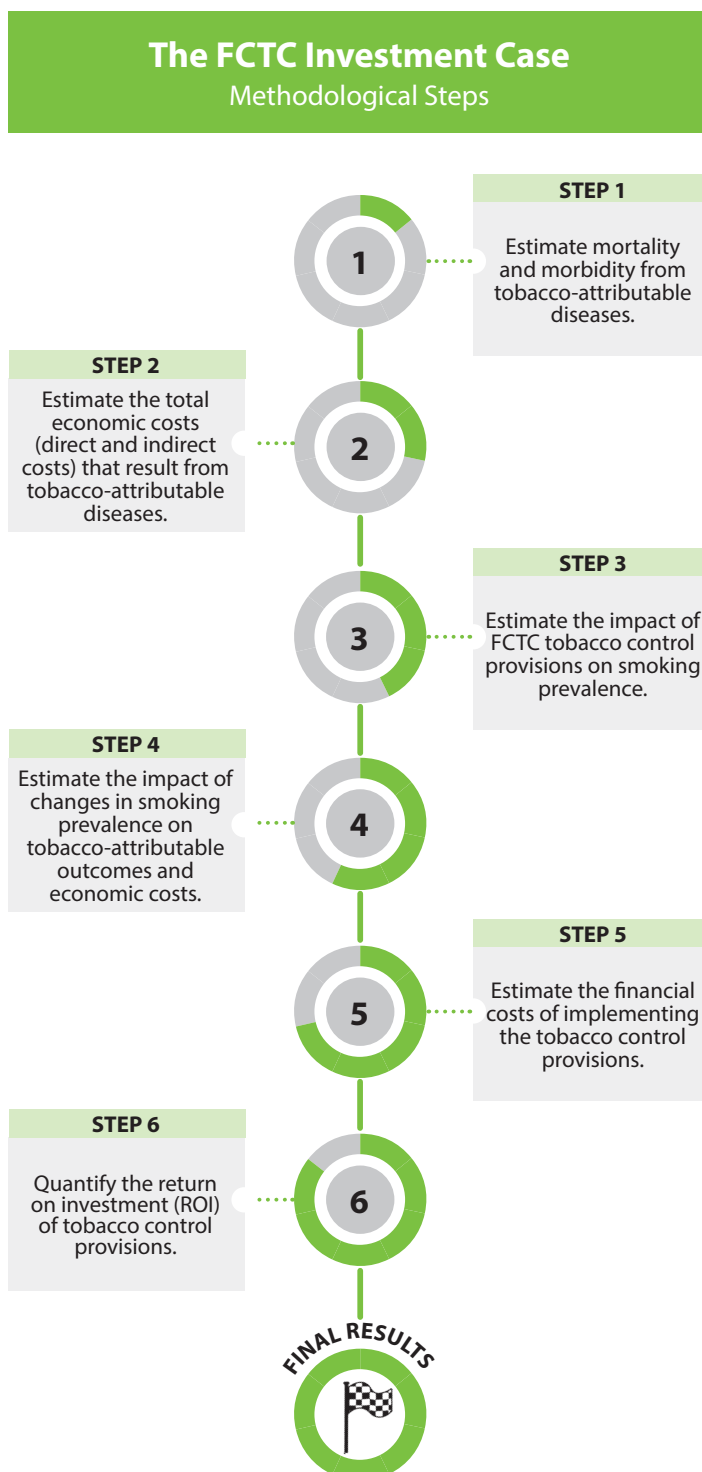 The FCTC Investment Case
Methodological Steps
1
STEP 1
Estimate mortality
and morbidity from
tobacco-attributable
diseases.
STEP 2
Estimate the total
economic costs
(direct and indirect
costs) that result from
tobacco-attributable
diseases.
2
3
STEP 3
Estimate the impact of
FCTC tobacco control
provisions on smoking
prevalence.
STEP 4
Estimate the impact of
changes in smoking
prevalence on
tobacco-attributable
outcomes and
economic costs.
4
5
STEP 5
Estimate the financial
costs of implementing
the tobacco control
provisions.
STEP 6
Quantify the return
on investment (ROI)
of tobacco control
provisions.
6
FINAL RESULTS